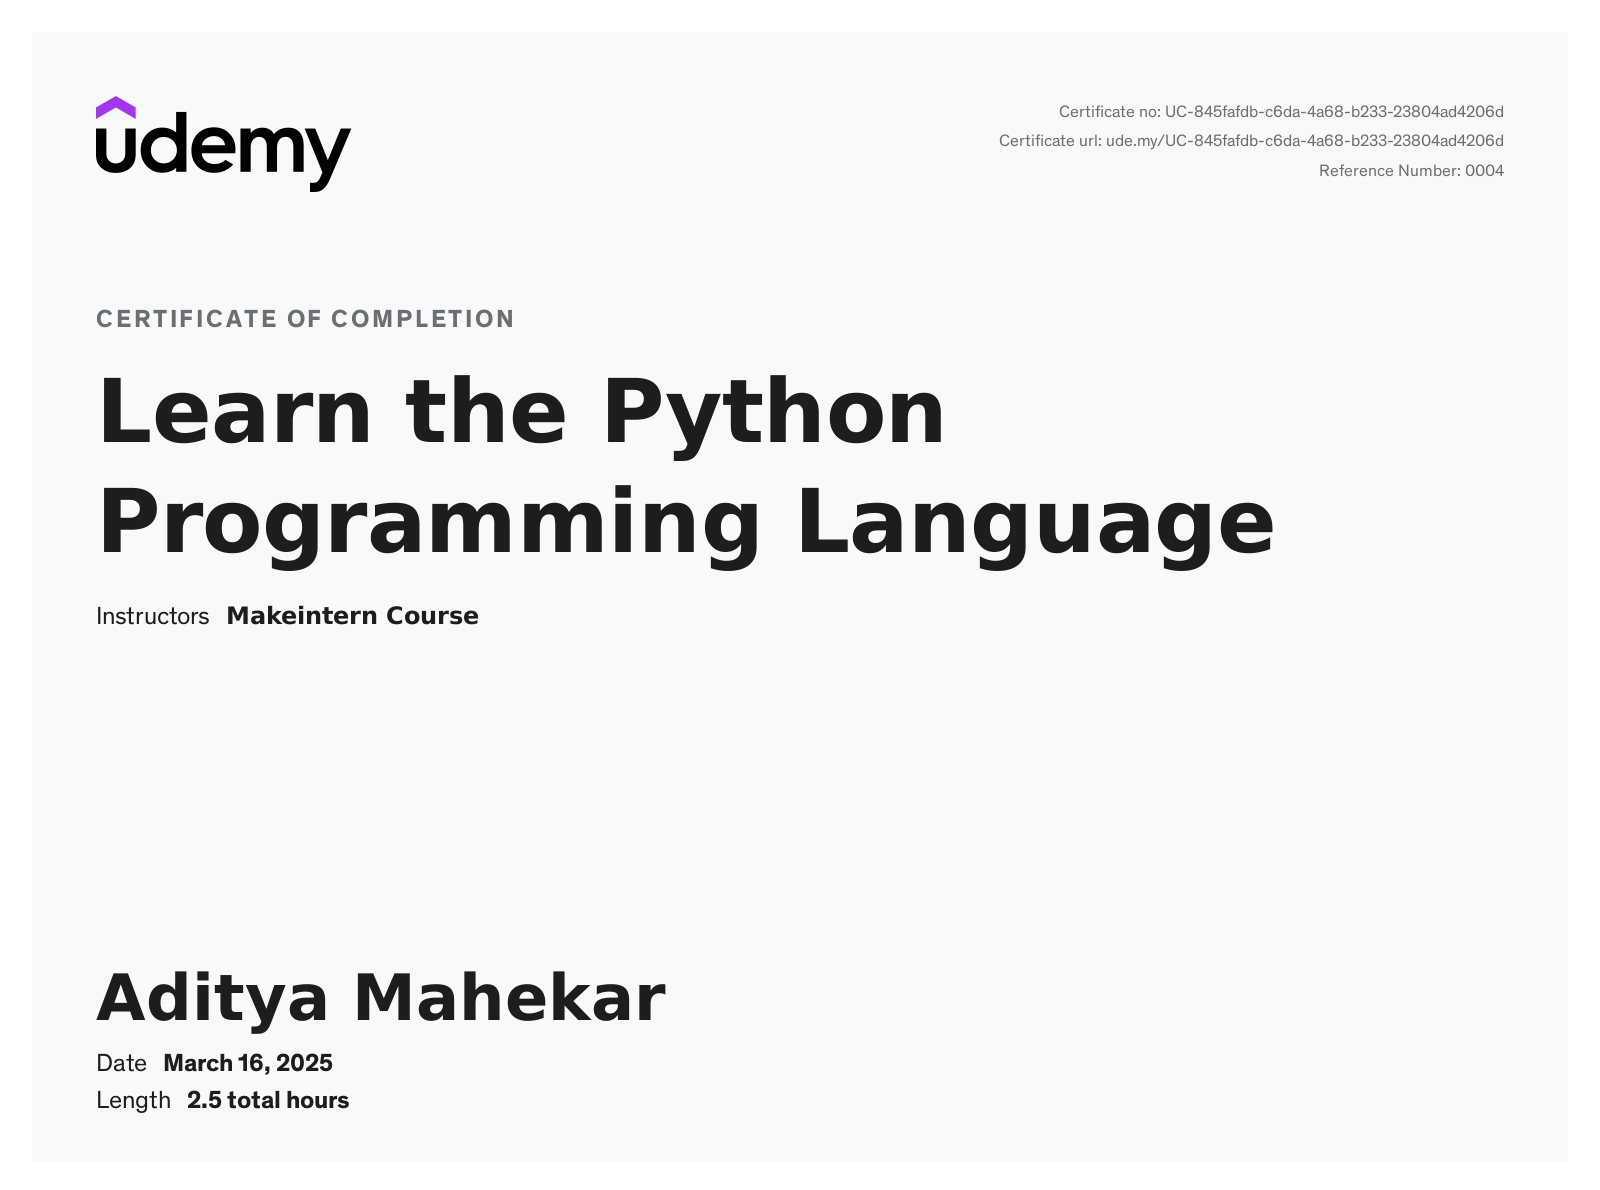 udemy
Certificate no: UC-845fafdb-c6da-4a68-b233-23804ad4206d
Certificate url: ude.my/UC-845fafdb-c6da-4a68-b233-23804ad4206d
Reference Number: 0004
CERTIFICATE OF COMPLETION
Learn the Python
Programming Language
Instructors Makeintern Course
Aditya Mahekar
Date March 16, 2025
Length 2.5 total hours